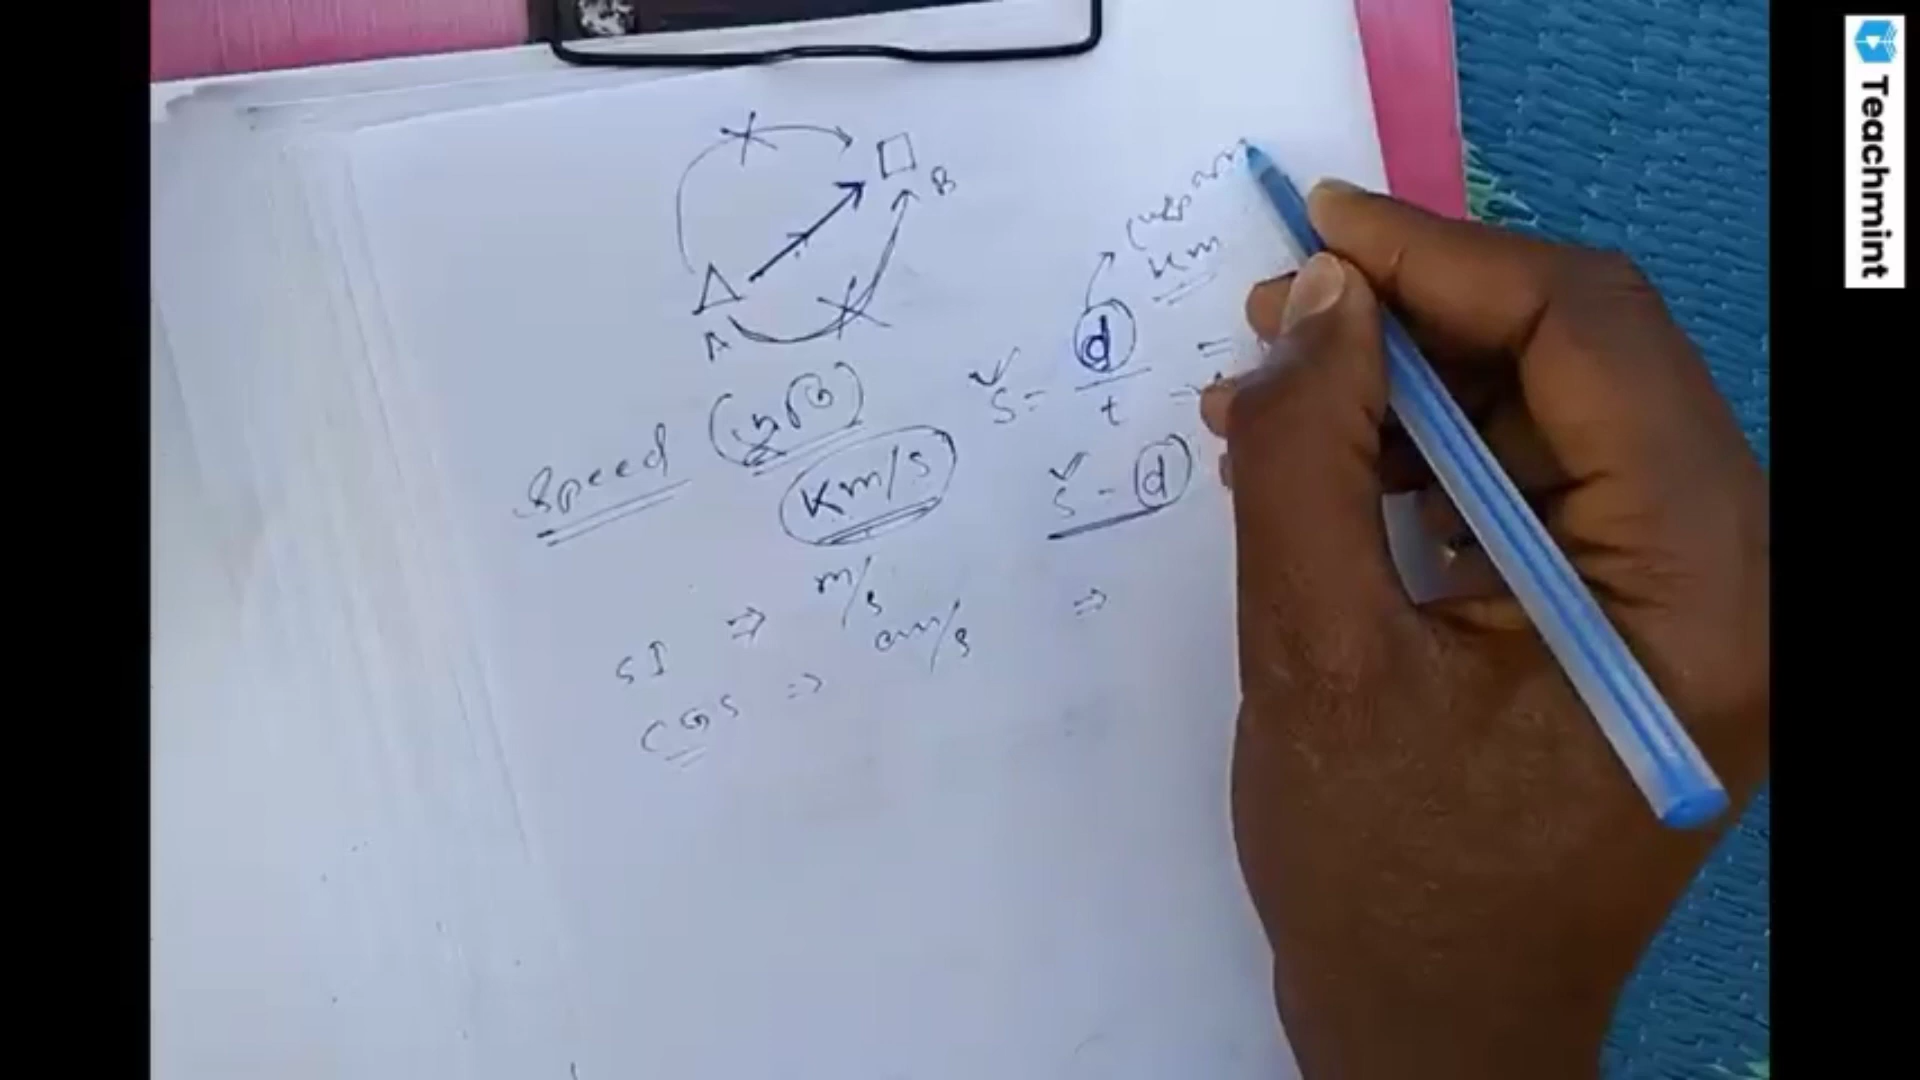 B
A
Km
S = d/t
Speed
Km/s
S - d
m/s
SI ⇒
cm/s ⇒
CGS ⇒
Teachmint